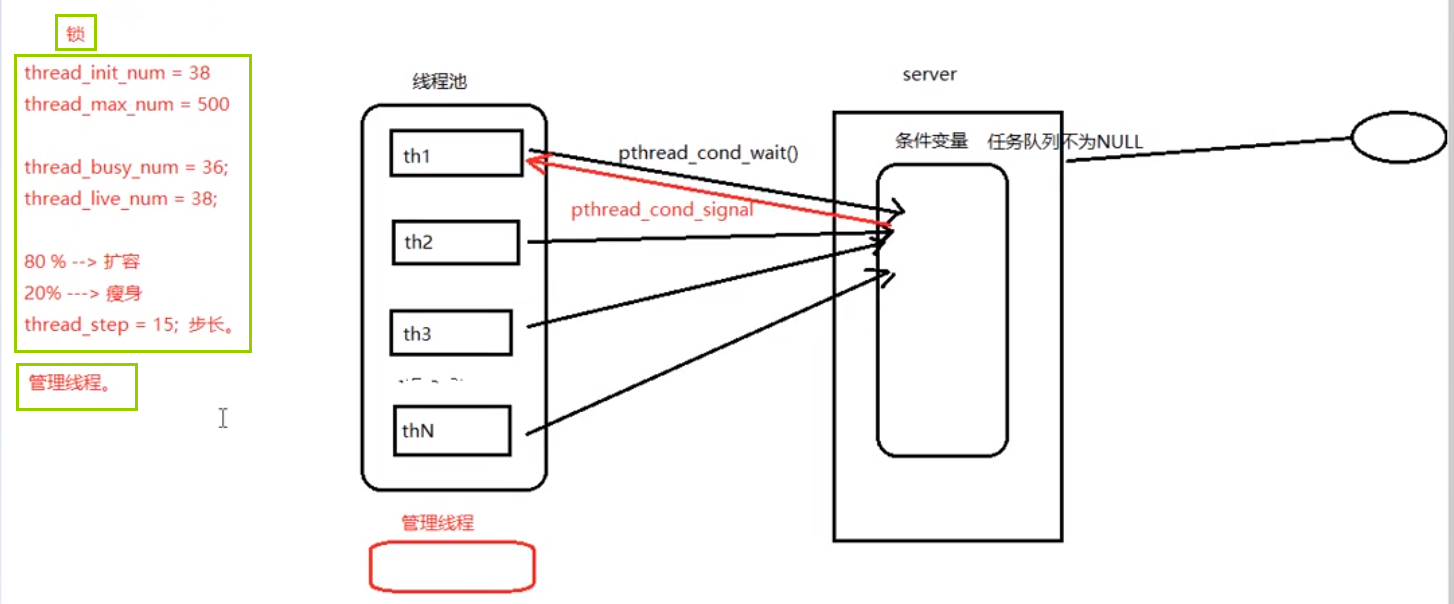 锁
thread_init_num = 38
thread_max_num = 500
thread_busy_num = 36;
thread_live_num = 38;
80 % --> 扩容
20% ---> 瘦身
thread_step = 15; 步长。
管理线程。
线程池
th1
th2
th3
thN
管理线程
pthread_cond_wait()
pthread_cond_signal
server
条件变量 任务队列不为NULL